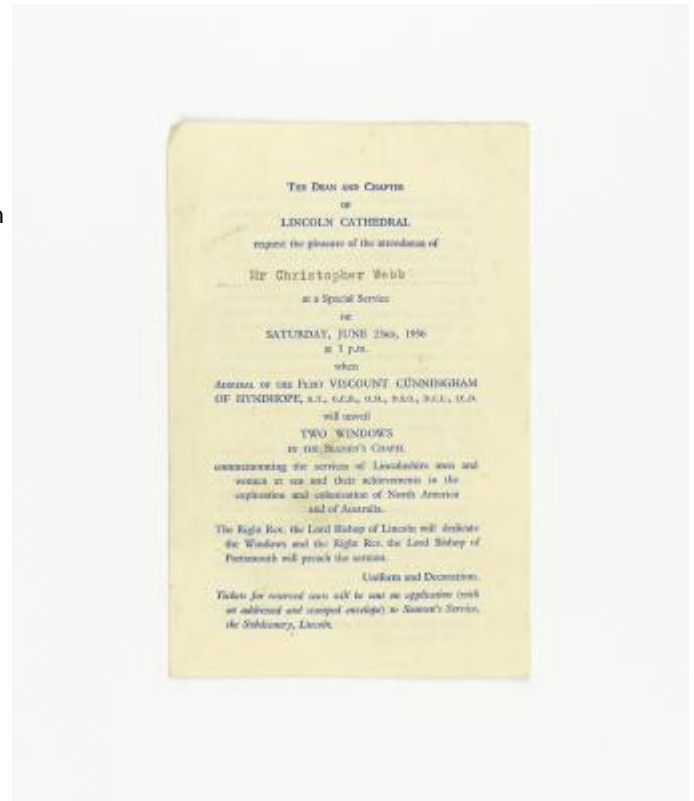 n
THE DEAN AND CHAPTER
OF
LINCOLN CATHEDRAL
request the pleasure of the attendance of
Mr Christopher Webb
at a Special Service
on
SATURDAY, JUNE 1956
at p.m.
when
ADMIRAL OF THE FLEET VISCOUNT CUNNINGHAM
OF HYNDHOPE, K.T., G.C.B., O.M., D.S.O., D.C.L., LL.D.
will unveil
TWO WINDOWS
IN THE SEAMEN'S CHAPEL
commemorating the services of Lincolnshire men and
women at sea and their achievements in the
exploration and colonisation of North America
and of Australia.
The Right Rev. the Lord Bishop of Lincoln will dedicate
the Windows and the Right Rev. the Lord Bishop of
Portsmouth will preach the sermon.
Uniform and Decorations.
Tickets for reserved seats will be sent on application (with
an addressed and stamped envelope) to Seamen's Service,
the Subdeanery, Lincoln.